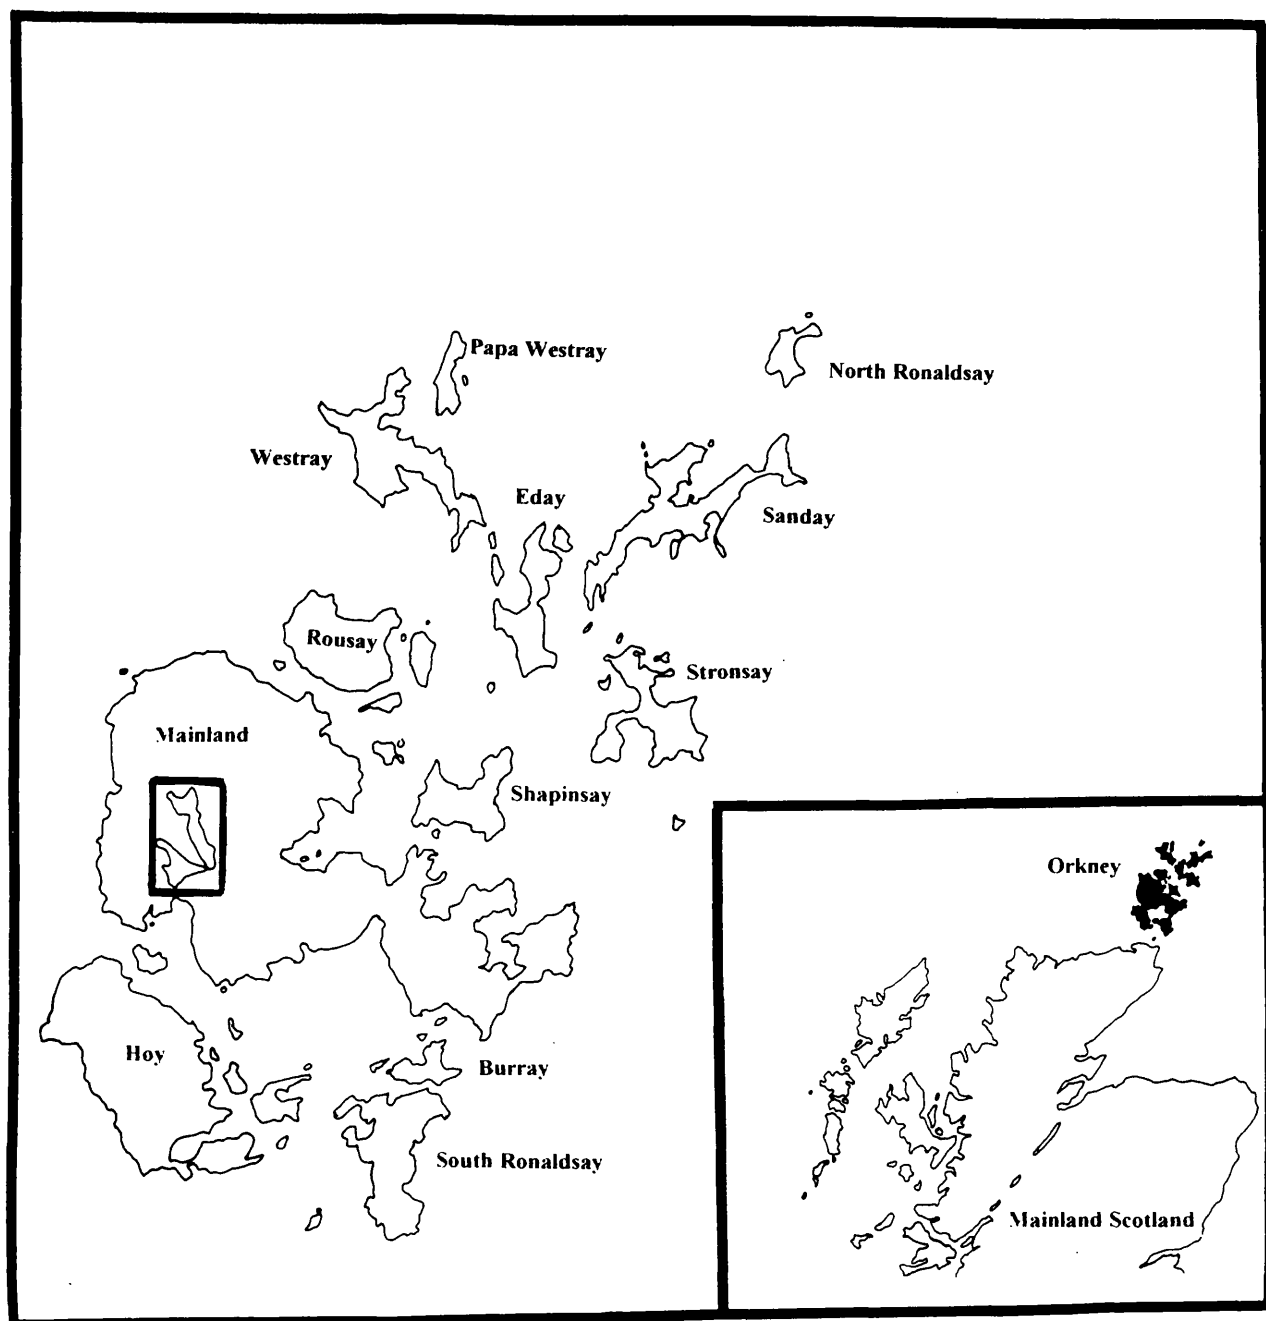 Papa Westray
North Ronaldsay
Westray
Eday
Sanday
Rousay
Stronsay
Mainland
Shapinsay
Orkney
Hoy
Burray
South Ronaldsay
Mainland Scotland